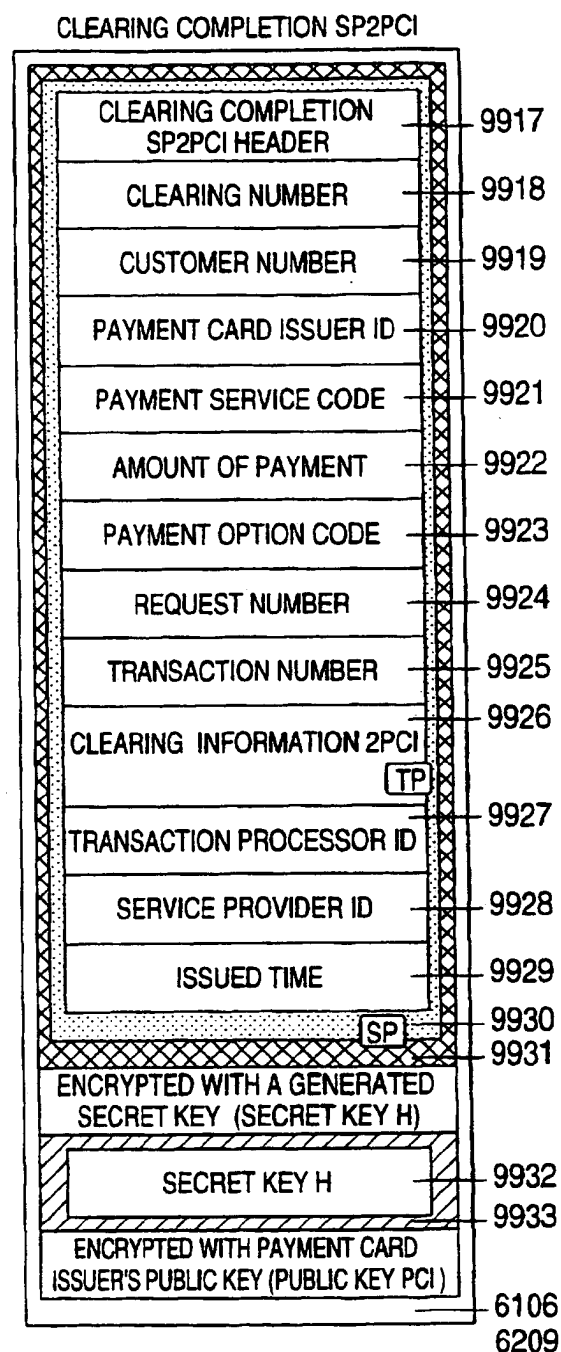 CLEARING COMPLETION SP2PCI
CLEARING COMPLETION
SP2PCI HEADER
9917
CLEARING NUMBER
9918
CUSTOMER NUMBER
9919
PAYMENT CARD ISSUER ID
9920
PAYMENT SERVICE CODE
9921
AMOUNT OF PAYMENT
9922
PAYMENT OPTION CODE
9923
REQUEST NUMBER
9924
TRANSACTION NUMBER
9925
9926
CLEARING INFORMATION 2PCI
TP
9927
TRANSACTION PROCESSOR ID
SERVICE PROVIDER ID
9928
ISSUED TIME
9929
SP
9930
9931
ENCRYPTED WITH A GENERATED
SECRET KEY (SECRET KEY H)
SECRET KEY H
9932
9933
ENCRYPTED WITH PAYMENT CARD
ISSUER'S PUBLIC KEY (PUBLIC KEY PCI)
6106
6209